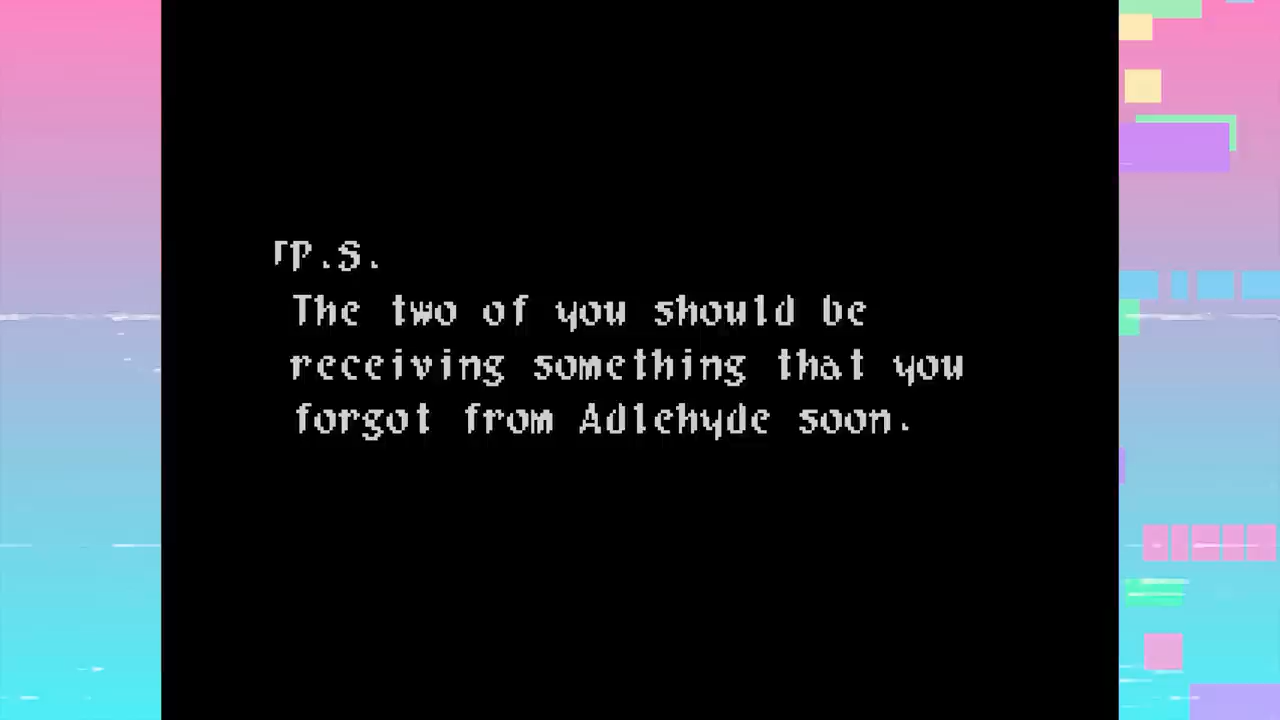 「P.S.
The two of you should be
receiving something that you
forgot from Adlehyde soon.